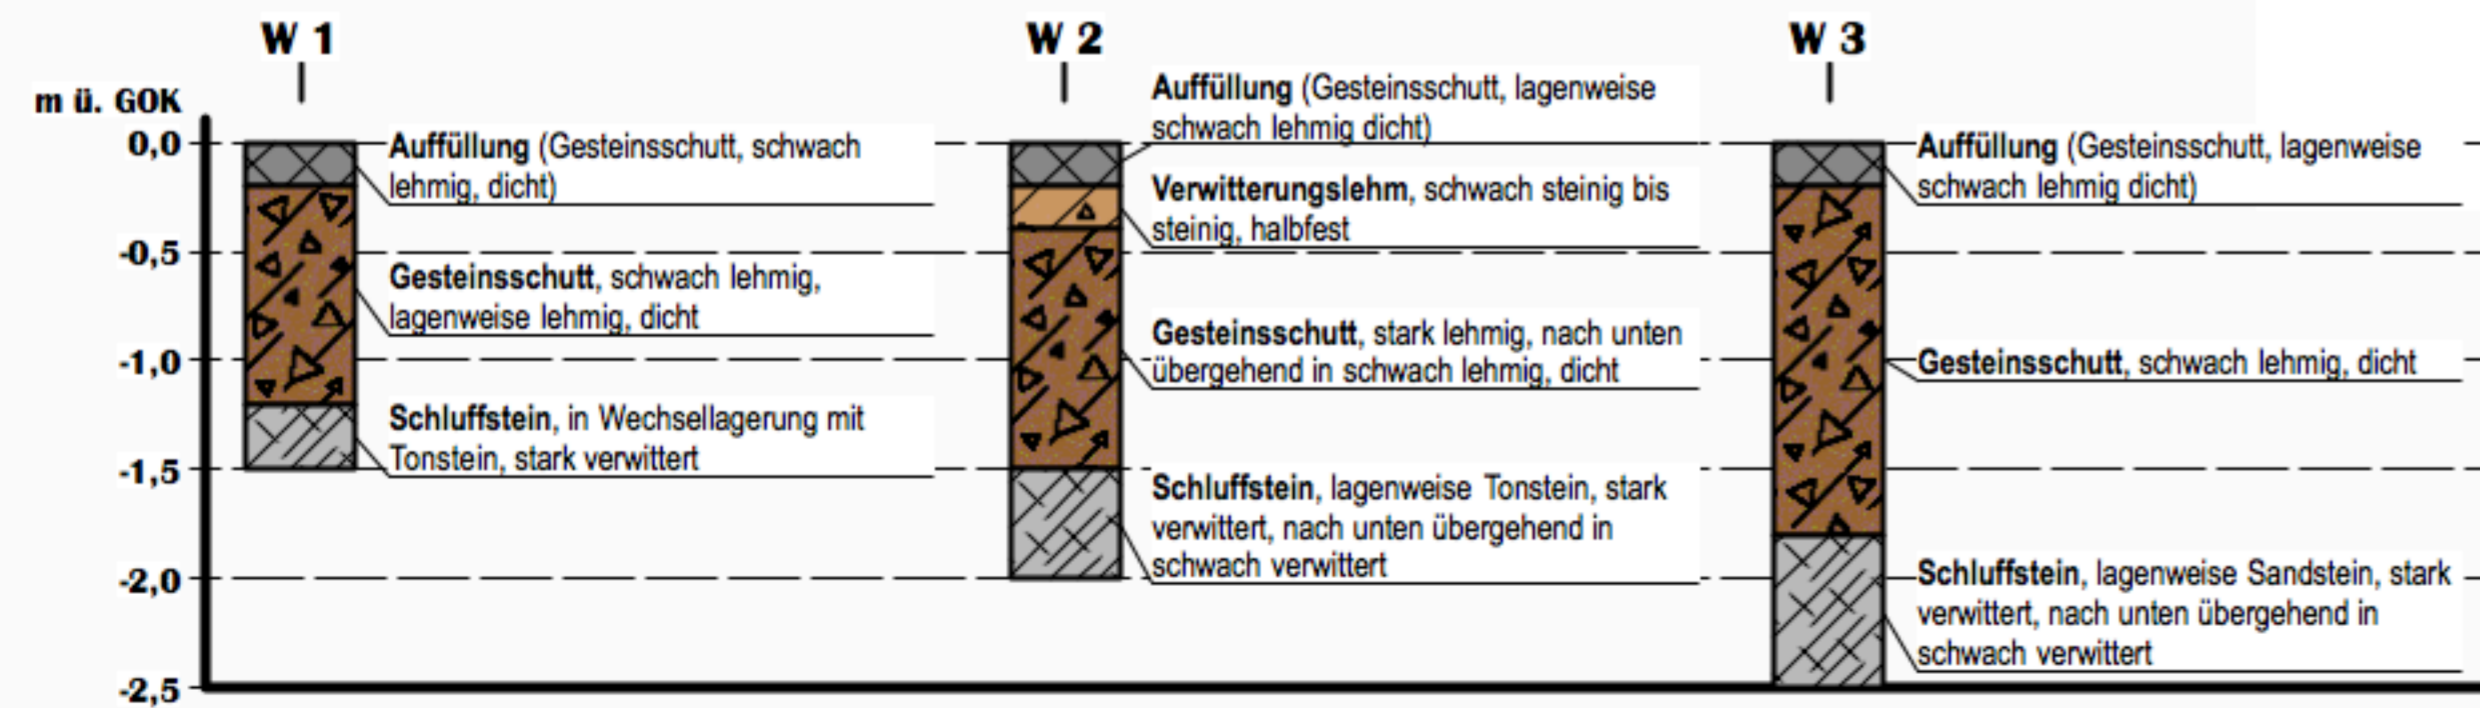 W 1
W 2
W 3
m ü. GOK
0,0
-0,5
-1,0
-1,5
-2,0
-2,5
Auffüllung (Gesteinsschutt, schwach
lehmig, dicht)
Gesteinsschutt, schwach lehmig,
lagenweise lehmig, dicht
Schluffstein, in Wechsellagerung mit
Tonstein, stark verwittert
Auffüllung (Gesteinsschutt, lagenweise
schwach lehmig dicht)
Verwitterungslehm, schwach steinig bis
steinig, halbfest
Gesteinsschutt, stark lehmig, nach unten
übergehend in schwach lehmig, dicht
Schluffstein, lagenweise Tonstein, stark
verwittert, nach unten übergehend in
schwach verwittert
Auffüllung (Gesteinsschutt, lagenweise
schwach lehmig dicht)
Gesteinsschutt, schwach lehmig, dicht
Schluffstein, lagenweise Sandstein, stark
verwittert, nach unten übergehend in
schwach verwittert